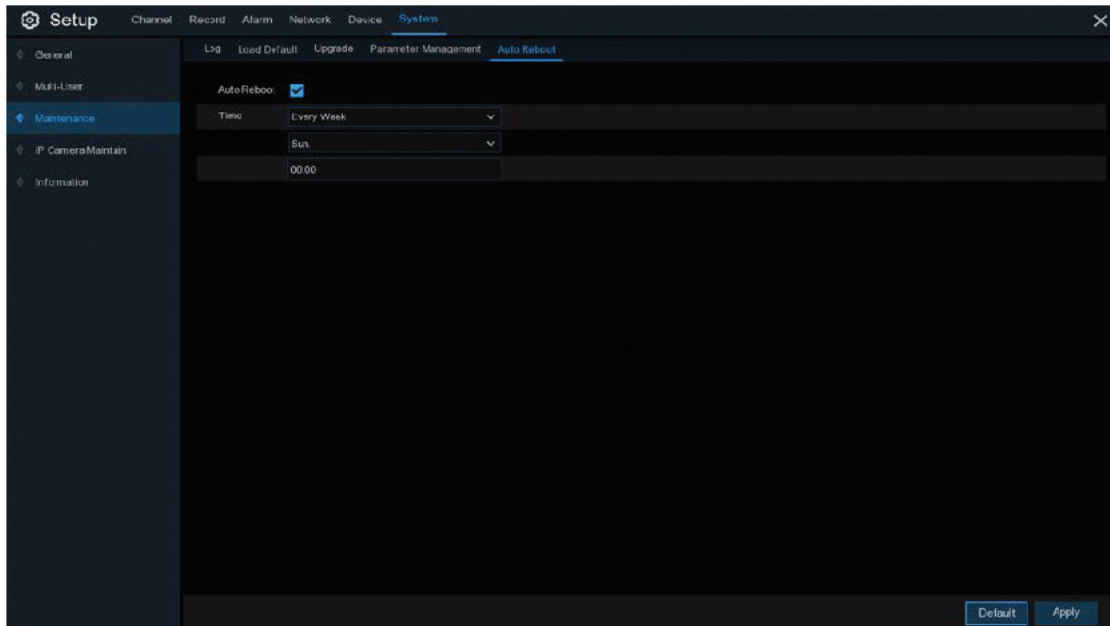 Setup Channel Record Alarm Network Device System
General
Log Load Default Upgrade Parameter Management Auto Reboot
Multi-User
Auto Reboot
Maintenance
Time Every Week
IP Camera Maintain
Sun.
00:00
Information
Default Apply